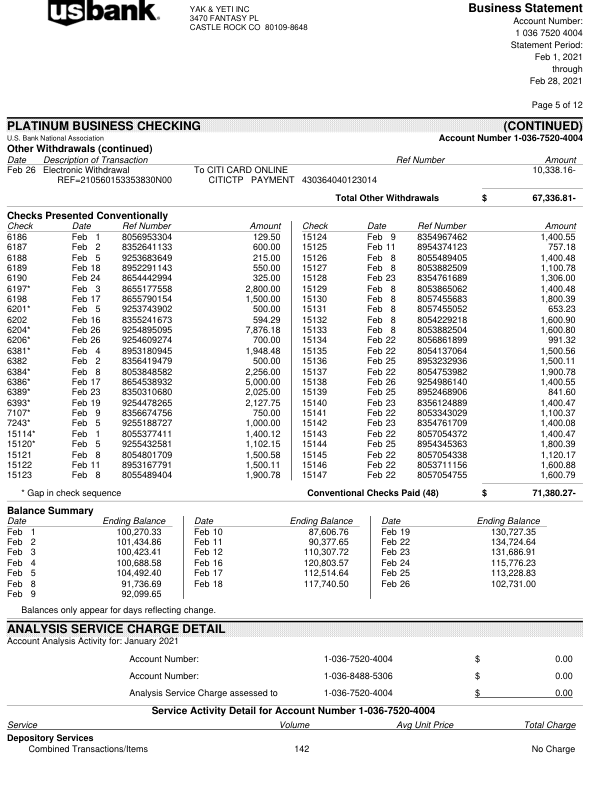 usbank.
YAK & YETI INC
3470 FANTASY PL
CASTLE ROCK CO 80109-8648
Business Statement
Account Number:
1 036 7520 4004
Statement Period:
Feb 1, 2021
through
Feb 28, 2021
Page 5 of 12
PLATINUM BUSINESS CHECKING (CONTINUED)
U.S. Bank National Association Account Number 1-036-7520-4004
Other Withdrawals (continued)
Date Description of Transaction Ref Number Amount
Feb 26 Electronic Withdrawal To CITI CARD ONLINE 10,338.16-
REF=210560153353830N00 CITICTP PAYMENT 430364040123014
Total Other Withdrawals $ 67,336.81-
Checks Presented Conventionally
Check Date Ref Number Amount Check Date Ref Number Amount
6186 Feb 1 8056953304 129.50 15124 Feb 9 8354967462 1,400.55
6187 Feb 2 8352641133 600.00 15125 Feb 11 8954374123 757.18
6188 Feb 5 9253683649 215.00 15126 Feb 8 8055489405 1,400.48
6189 Feb 18 8952291143 550.00 15127 Feb 8 8053882509 1,100.78
6190 Feb 24 8654442994 325.00 15128 Feb 23 8354761689 1,306.00
6197* Feb 3 8655177558 2,800.00 15129 Feb 8 8053865062 1,400.48
6198 Feb 17 8655790154 1,500.00 15130 Feb 8 8057455683 1,800.39
6201* Feb 5 9253743902 500.00 15131 Feb 8 8057455052 653.23
6202 Feb 16 8355241673 594.29 15132 Feb 8 8054229218 1,600.90
6204* Feb 26 9254895095 7,876.18 15133 Feb 8 8053882504 1,600.80
6206* Feb 26 9254609274 700.00 15134 Feb 22 8056861899 991.32
6381* Feb 4 8953180945 1,948.48 15135 Feb 22 8054137064 1,500.56
6382 Feb 2 8356419479 500.00 15136 Feb 25 8953232936 1,500.11
6384* Feb 8 8053848582 2,256.00 15137 Feb 22 8054753982 1,900.78
6386* Feb 17 8654538932 5,000.00 15138 Feb 26 9254986140 1,400.55
6389* Feb 23 8350310680 2,025.00 15139 Feb 25 8952468906 841.60
6393* Feb 19 9254478265 2,127.75 15140 Feb 23 8356124889 1,400.47
7107* Feb 9 8356674756 750.00 15141 Feb 22 8053343029 1,100.37
7243* Feb 5 9255188727 1,000.00 15142 Feb 23 8354761709 1,400.08
15114* Feb 1 8055377411 1,400.12 15143 Feb 22 8057054372 1,400.47
15120* Feb 5 9255432581 1,102.15 15144 Feb 25 8954345363 1,800.39
15121 Feb 8 8054801709 1,500.58 15145 Feb 22 8057054738 1,120.17
15122 Feb 11 8953167791 1,500.11 15146 Feb 22 8053711156 1,600.88
15123 Feb 8 8055489404 1,900.78 15147 Feb 22 8057054755 1,600.79
* Gap in check sequence Conventional Checks Paid (48) $ 71,380.27-
Balance Summary
Date Ending Balance Date Ending Balance Date Ending Balance
Feb 1 100,270.33 Feb 10 87,606.76 Feb 19 130,727.35
Feb 2 101,434.86 Feb 11 90,377.65 Feb 22 134,724.64
Feb 3 100,423.41 Feb 12 110,307.72 Feb 23 131,686.91
Feb 4 100,688.58 Feb 16 120,803.57 Feb 24 115,776.23
Feb 5 104,492.40 Feb 17 112,514.64 Feb 25 113,228.83
Feb 8 91,736.69 Feb 18 117,740.50 Feb 26 102,731.00
Feb 9 92,099.65
Balances only appear for days reflecting change.
ANALYSIS SERVICE CHARGE DETAIL
Account Analysis Activity for: January 2021
Account Number: 1-036-7520-4004 $ 0.00
Account Number: 1-036-8488-5306 $ 0.00
Analysis Service Charge assessed to 1-036-7520-4004 $ 0.00
Service Activity Detail for Account Number 1-036-7520-4004
Service Volume Avg Unit Price Total Charge
Depository Services
Combined Transactions/Items 142 No Charge